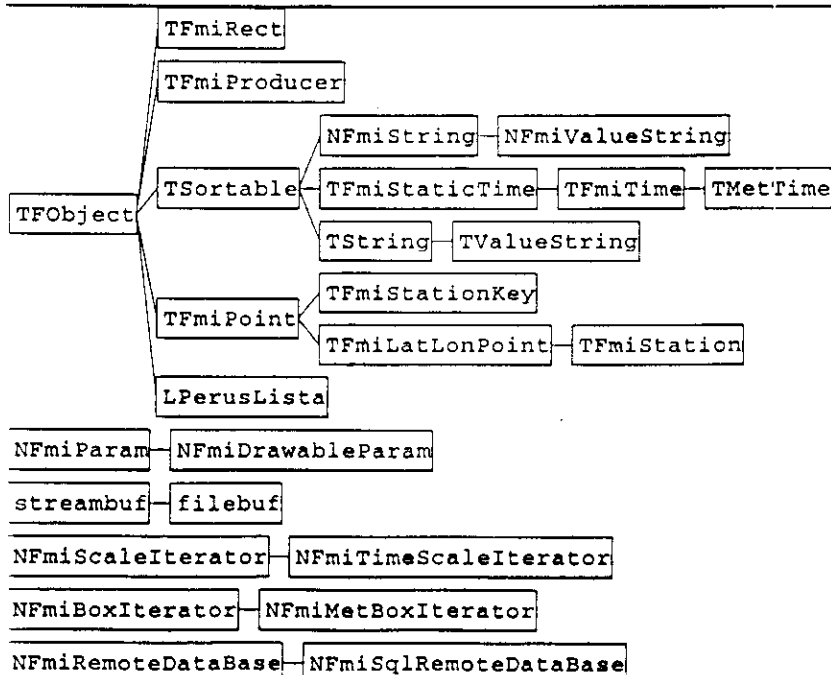 TFmiRect
TFmiProducer
NFmiString NFmiValueString
TFObject TSortable TFmiStaticTime TFmiTime TMetTime
TString TValueString
TFmiStationKey
TFmiPoint
TFmiLatLonPoint TFmiStation
LPerusLista
NFmiParam NFmiDrawableParam
streambuf filebuf
NFmiScaleIterator NFmiTimeScaleIterator
NFmiBoxIterator NFmiMetBoxIterator
NFmiRemoteDataBase NFmiSqlRemoteDataBase